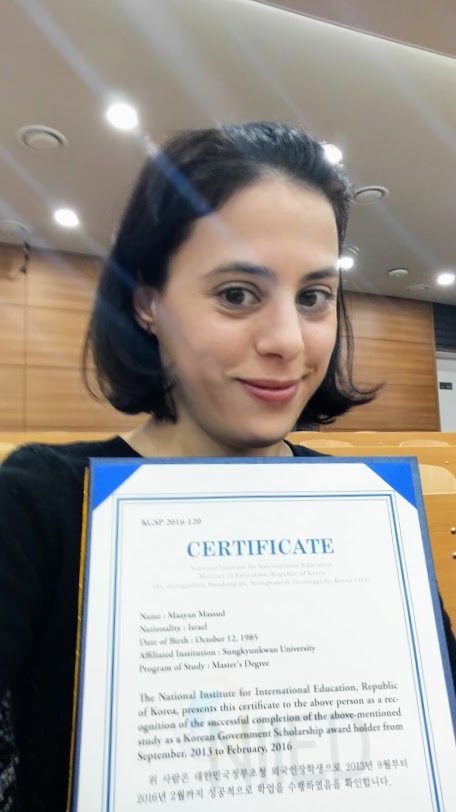 KGSP 2016-120
CERTIFICATE
National Institute for International Education
Ministry of Education, Republic of Korea
Name : Maayan Massud
Nationality : Israel
Date of Birth : October 12, 1985
Affiliated Institution : Sungkyunkwan University
Program of Study : Master's Degree
The National Institute for International Education, Republic
of Korea, presents this certificate to the above person as a rec-
ognition of the successful completion of the above-mentioned
study as a Korean Government Scholarship award holder from
September, 2013 to February, 2016
NIIED
위 사람은 대한민국정부초청 외국인장학생으로 2013년 9월부터
2016년 2월까지 성공적으로 학업을 수행하였음을 확인합니다.